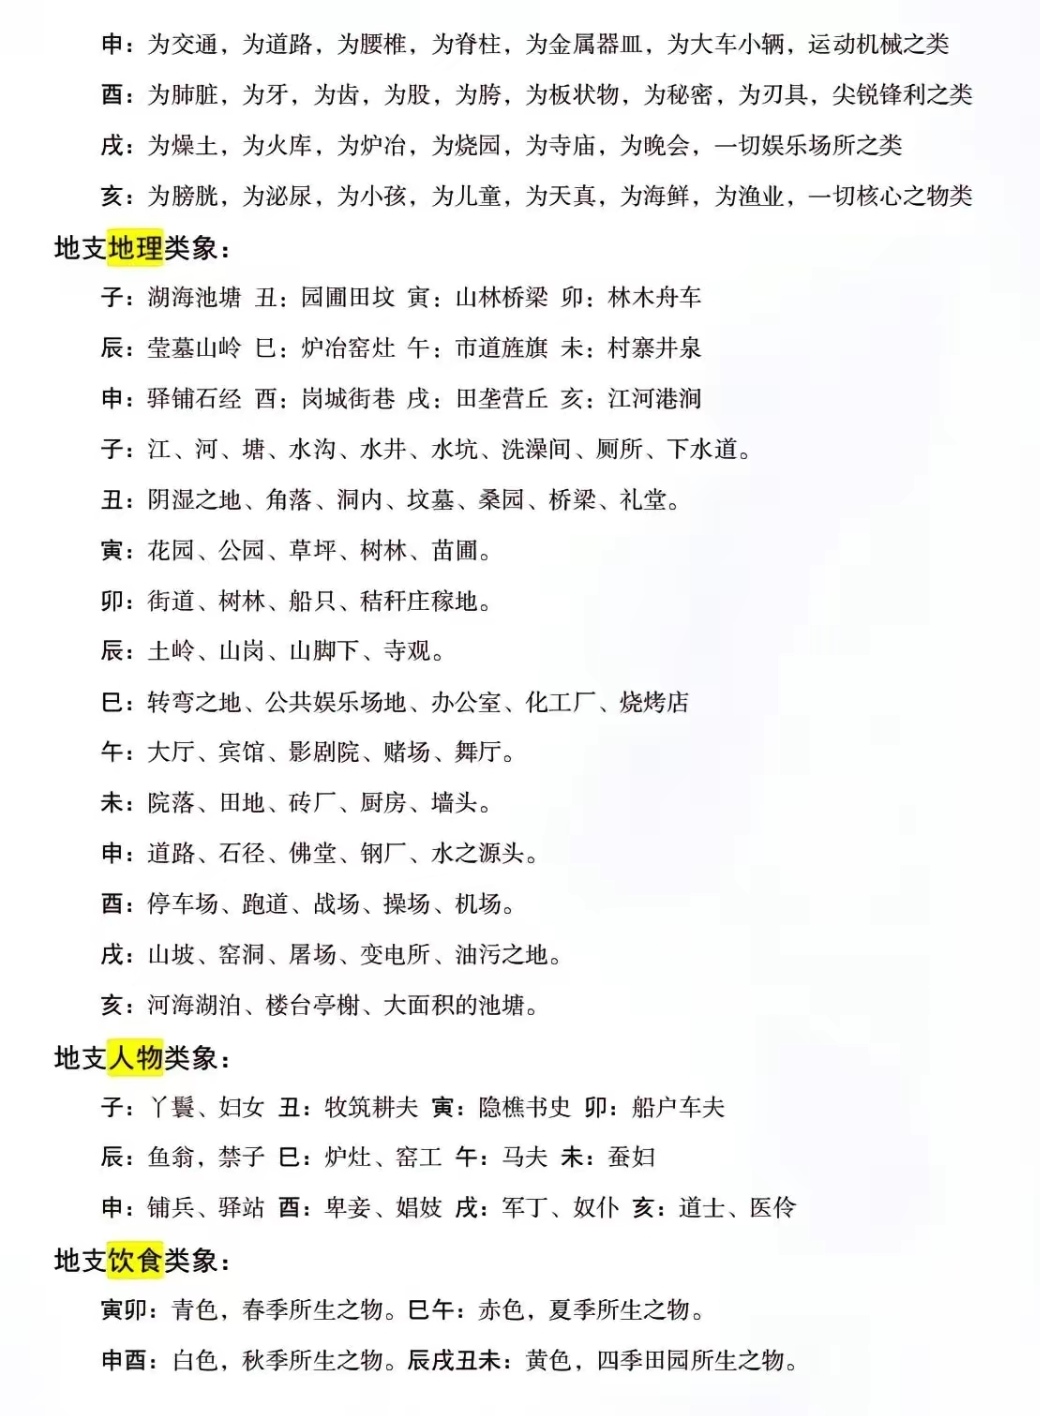 申：为交通，为道路，为腰椎，为脊柱，为金属器皿，为大车小辆，运动机械之类
酉：为肺脏，为牙，为齿，为股，为胯，为板状物，为秘密，为刃具，尖锐锋利之类
戌：为燥土，为火库，为炉冶，为烧园，为寺庙，为晚会，一切娱乐场所之类
亥：为膀胱，为泌尿，为小孩，为儿童，为天真，为海鲜，为渔业，一切核心之物类
地支地理类象：
子：湖海池塘 丑：园圃田坟 寅：山林桥梁 卯：林木舟车
辰：莹墓山岭 巳：炉冶窑灶 午：市道旌旗 未：村寨井泉
申：驿铺石经 酉：岗城街巷 戌：田垄营丘 亥：江河港涧
子：江、河、塘、水沟、水井、水坑、洗澡间、厕所、下水道。
丑：阴湿之地、角落、洞内、坟墓、桑园、桥梁、礼堂。
寅：花园、公园、草坪、树林、苗圃。
卯：街道、树林、船只、秸秆庄稼地。
辰：土岭、山岗、山脚下、寺观。
巳：转弯之地、公共娱乐场地、办公室、化工厂、烧烤店
午：大厅、宾馆、影剧院、赌场、舞厅。
未：院落、田地、砖厂、厨房、墙头。
申：道路、石径、佛堂、钢厂、水之源头。
酉：停车场、跑道、战场、操场、机场。
戌：山坡、窑洞、屠场、变电所、油污之地。
亥：河海湖泊、楼台亭榭、大面积的池塘。
地支人物类象：
子：丫鬟、妇女 丑：牧筑耕夫 寅：隐樵书史 卯：船户车夫
辰：鱼翁，禁子 巳：炉灶、窑工 午：马夫 未：蚕妇
申：铺兵、驿站 酉：卑妾、娼妓 戌：军丁、奴仆 亥：道士、医伶
地支饮食类象：
寅卯：青色，春季所生之物。巳午：赤色，夏季所生之物。
申酉：白色，秋季所生之物。辰戌丑未：黄色，四季田园所生之物。